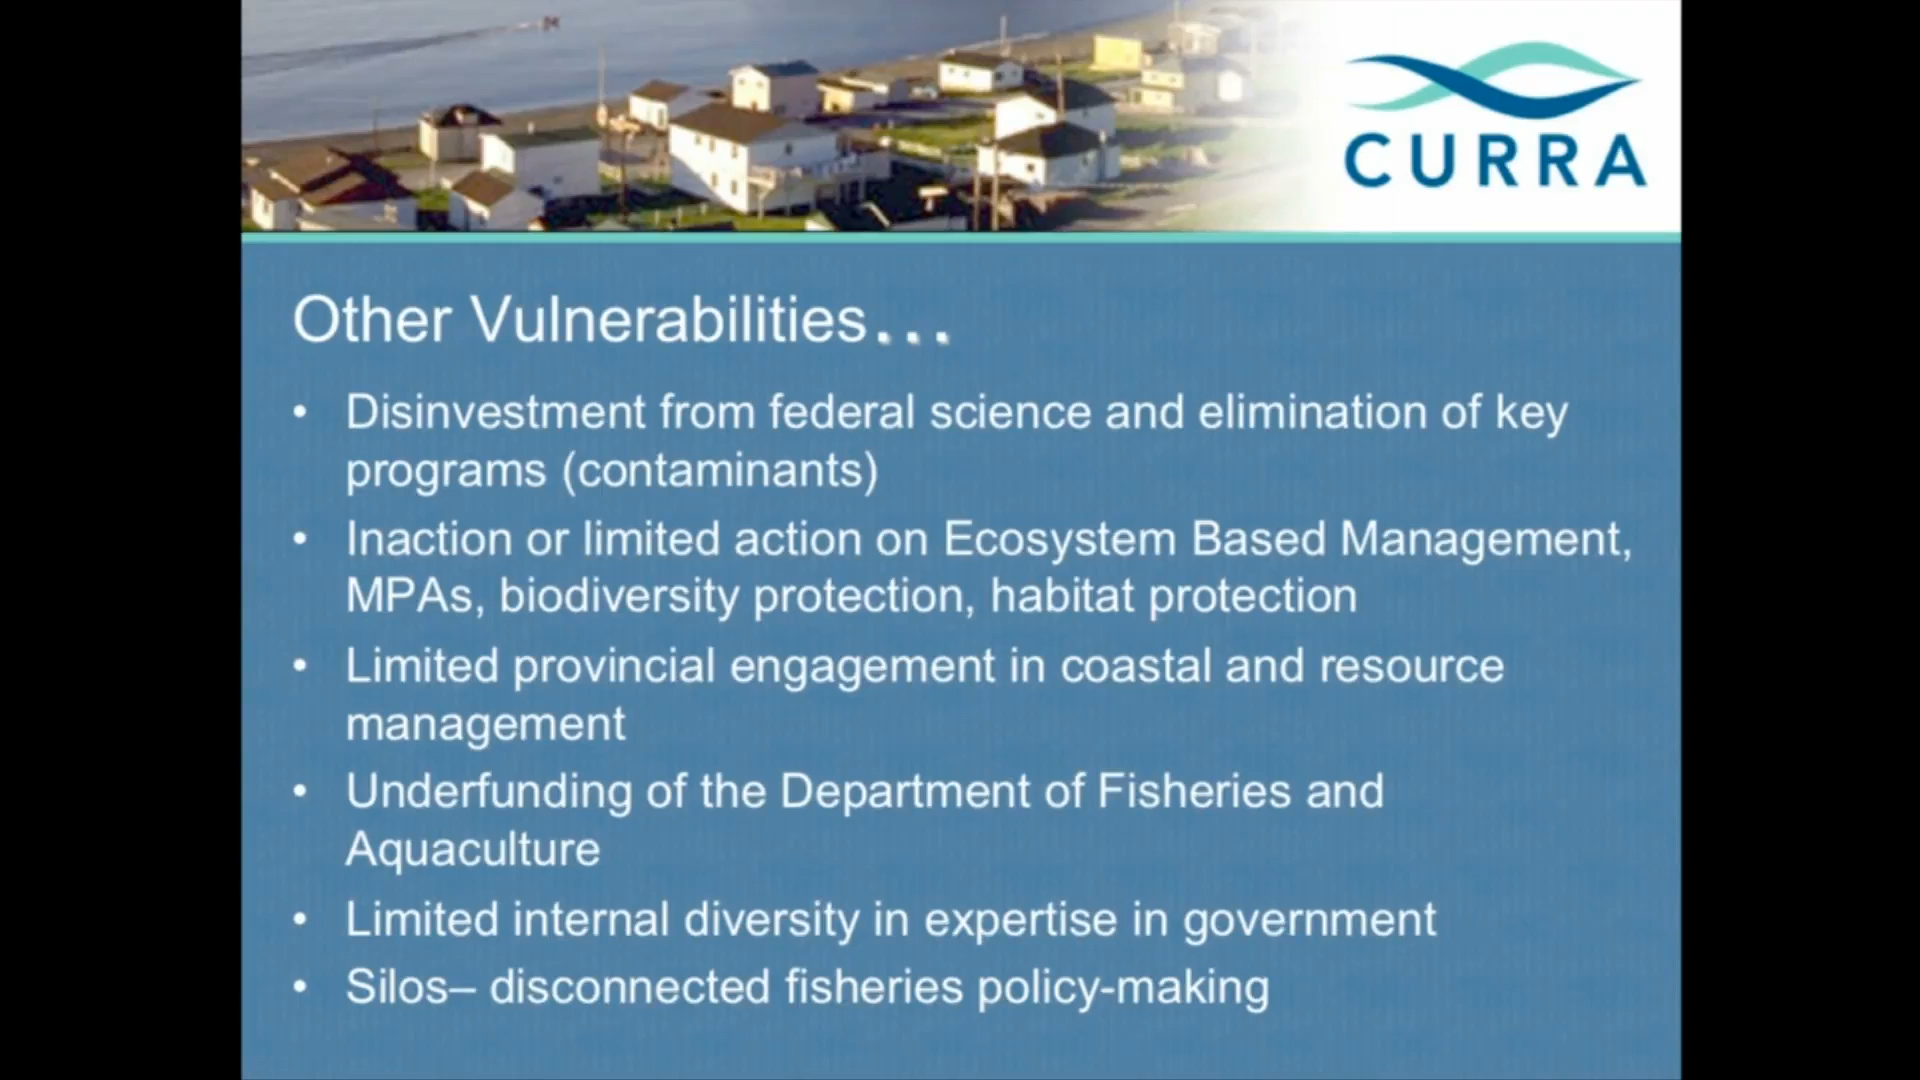 CURRA
Other Vulnerabilities...
• Disinvestment from federal science and elimination of key
programs (contaminants)
• Inaction or limited action on Ecosystem Based Management,
MPAs, biodiversity protection, habitat protection
• Limited provincial engagement in coastal and resource
management
• Underfunding of the Department of Fisheries and
Aquaculture
• Limited internal diversity in expertise in government
• Silos– disconnected fisheries policy-making